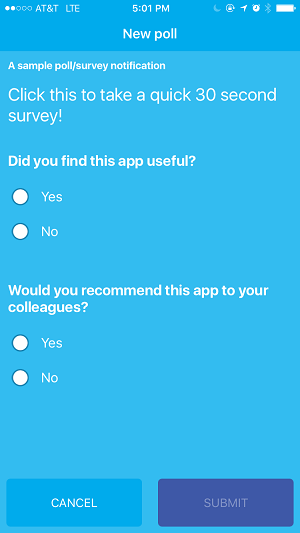 AT&T LTE 5:01 PM
New poll
A sample poll/survey notification
Click this to take a quick 30 second
survey!
Did you find this app useful?
Yes
No
Would you recommend this app to your
colleagues?
Yes
No
CANCEL SUBMIT